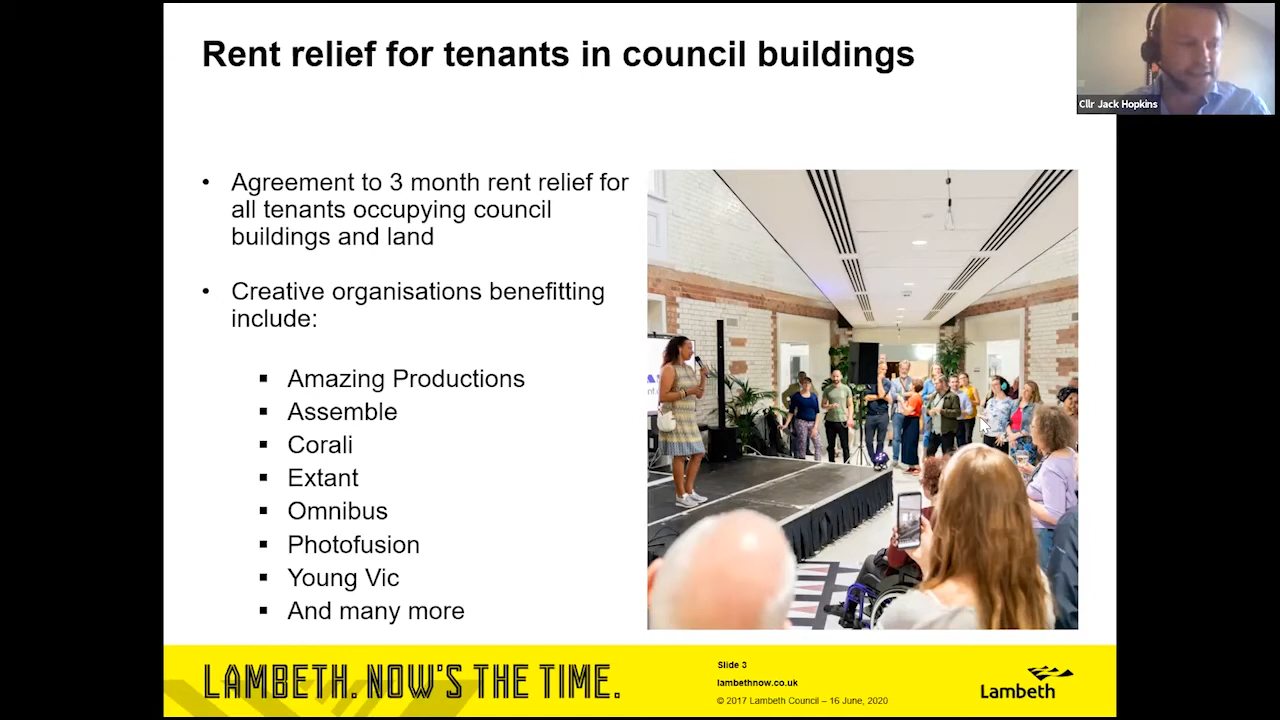 Rent relief for tenants in council buildings
Cllr Jack Hopkins
• Agreement to 3 month rent relief for
all tenants occupying council
buildings and land
• Creative organisations benefitting
include:
▪ Amazing Productions
▪ Assemble
▪ Corali
▪ Extant
▪ Omnibus
▪ Photofusion
▪ Young Vic
▪ And many more
LAMBETH. NOW'S THE TIME.
Slide 3
lambethnow.co.uk
© 2017 Lambeth Council – 16 June, 2020
Lambeth